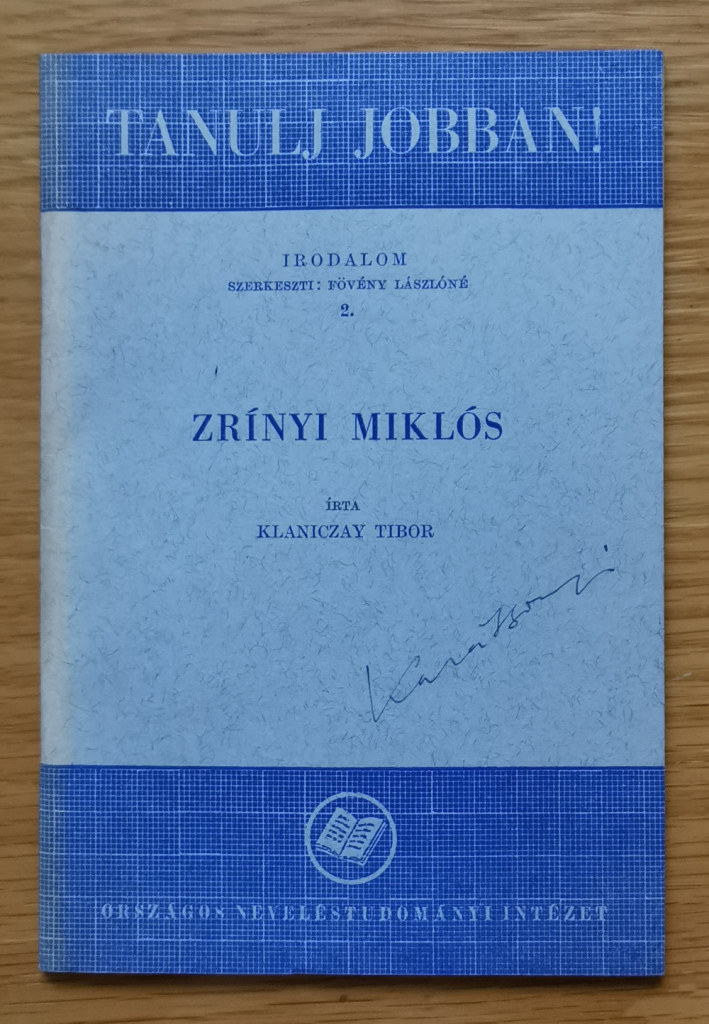 TANULJ JOBBAN!
IRODALOM
SZERKESZTI: FÖVÉNY LÁSZLÓNÉ
2.
ZRÍNYI MIKLÓS
ÍRTA
KLANICZAY TIBOR
ORSZÁGOS NEVELÉSTUDOMÁNYI INTÉZET